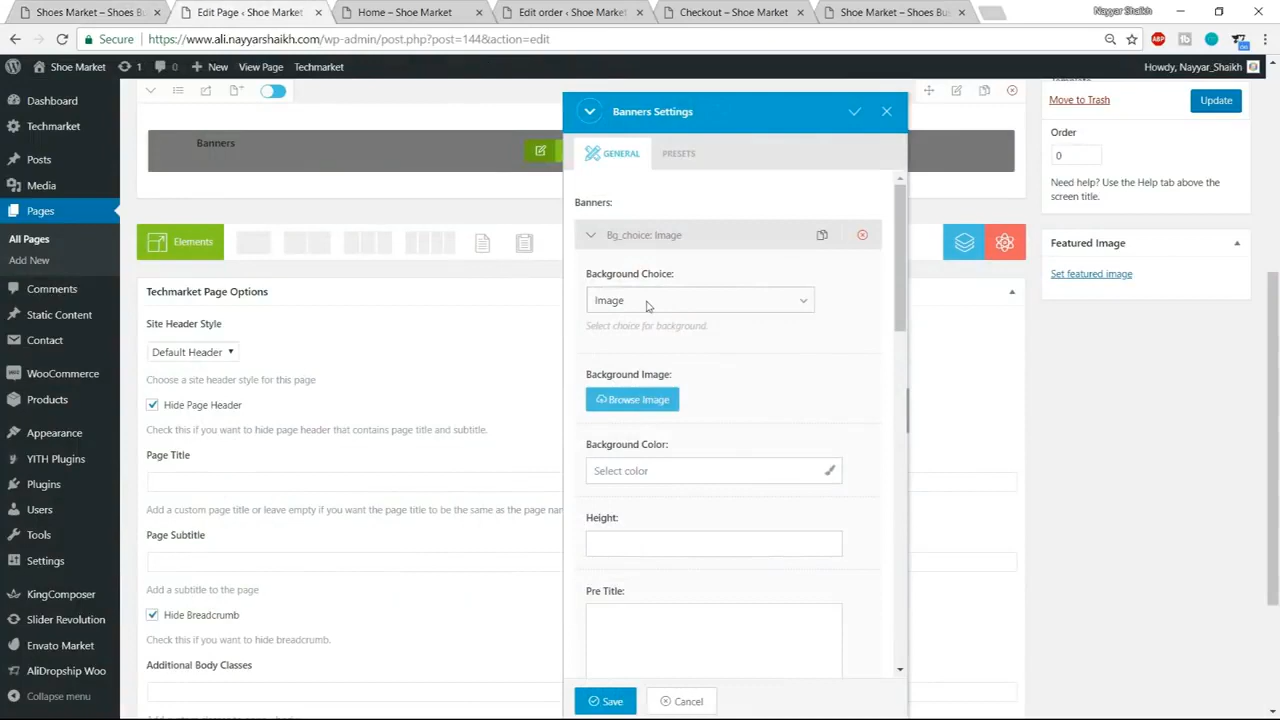 Shoes Market – Shoes Bu
Edit Page ‹ Shoe Market
Home – Shoe Market
Edit order ‹ Shoe Market
Checkout – Shoe Market
Shoe Market – Shoes Bu
Nayyar Shaikh
Secure
https://www.ali.nayyarshaikh.com/wp-admin/post.php?post=144&action=edit
ABP
Shoe Market
1
0
New
View Page
Techmarket
Howdy, Nayyar_Shaikh
Dashboard
Techmarket
Posts
Media
Pages
All Pages
Add New
Comments
Static Content
Contact
WooCommerce
Products
Appearance
YITH Plugins
Plugins
Users
Tools
Settings
KingComposer
Slider Revolution
Envato Market
AliDropship Woo
Collapse menu
Banners
Elements
Techmarket Page Options
Site Header Style
Default Header
Choose a site header style for this page
Hide Page Header
Check this if you want to hide page header that contains page title and subtitle.
Page Title
Add a custom page title or leave empty if you want the page title to be the same as the page
Page Subtitle
Add a subtitle to the page
Hide Breadcrumb
Check this if you want to hide breadcrumb.
Additional Body Classes
Banners Settings
GENERAL
PRESETS
Banners:
Bg_choice: Image
Background Choice:
Image
Select choice for background.
Background Image:
Browse Image
Background Color:
Select color
Height:
Pre Title:
Save
Cancel
Move to Trash
Update
Order
0
Need help? Use the Help tab above the
screen title.
Featured Image
Set featured image